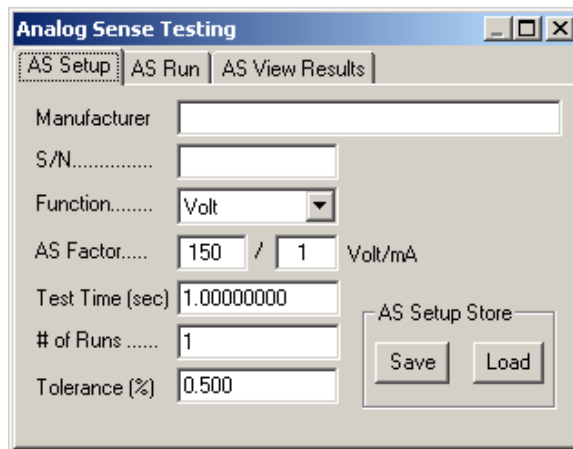 Analog Sense Testing
AS Setup AS Run AS View Results
Manufacturer
S/N...............
Function........ Volt
AS Factor..... 150 / 1 Volt/mA
Test Time (sec) 1.00000000
# of Runs ...... 1
Tolerance (%) 0.500
AS Setup Store
Save Load